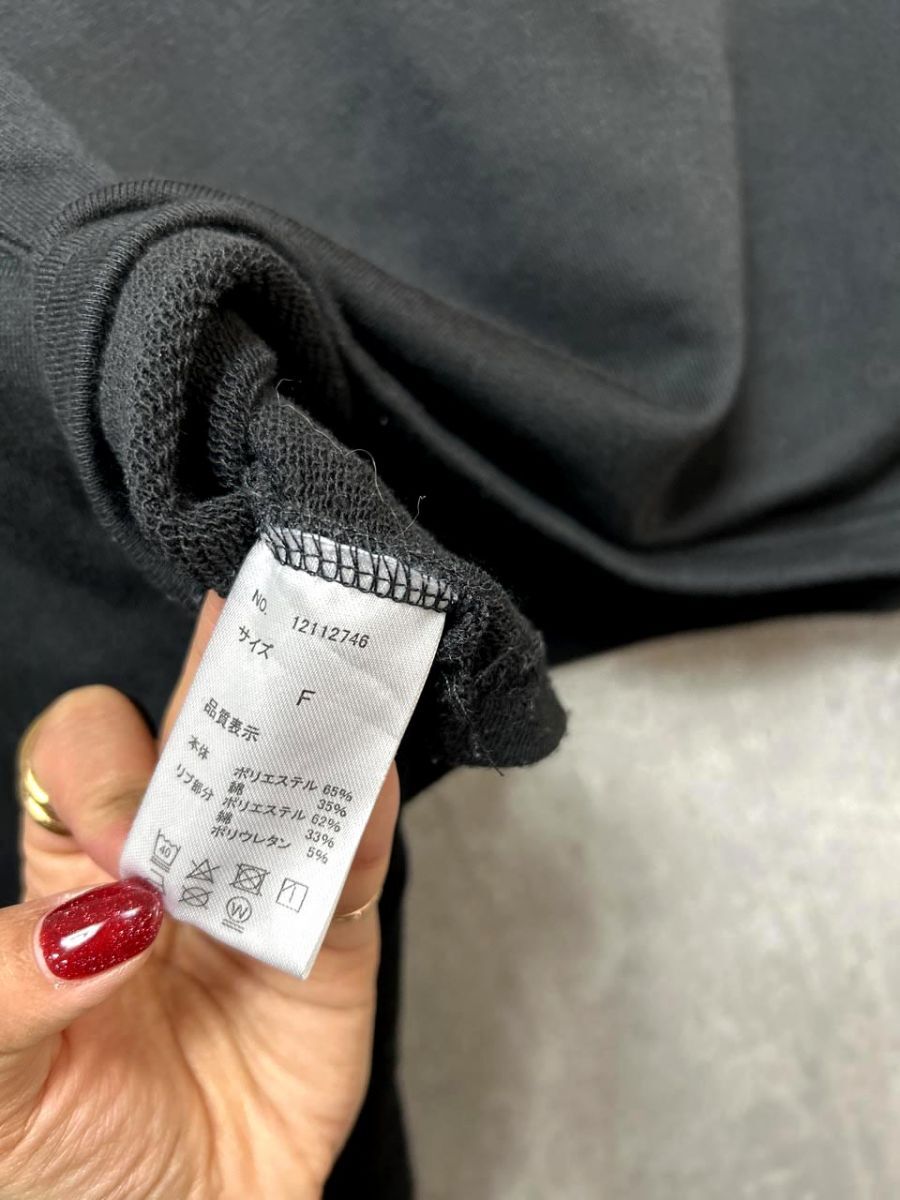 NO. 12112746
サイズ
F
品質表示
本体 ポリエステル 65%
綿 35%
リブ部分 ポリエステル 62%
綿 33%
ポリウレタン 5%
40
W